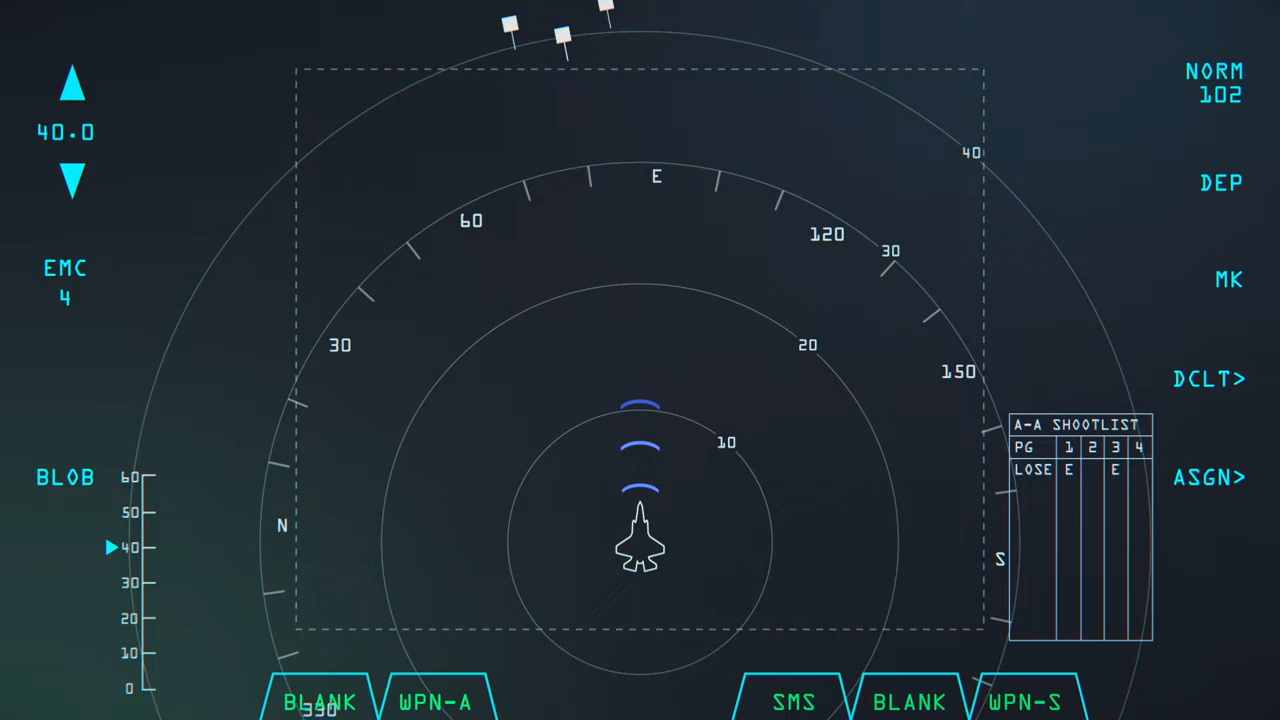 NORM
102
40.0
40
DEP
E
60
120
30
EMC
4
MK
30
20
150
DCLT>
A-A SHOOTLIST
PG 1 2 3 4
LOSE E E
10
BLOB
ASGN>
60
50
40
30
20
10
0
N
S
BLANK
WPN-A
SMS
BLANK
WPN-S
330